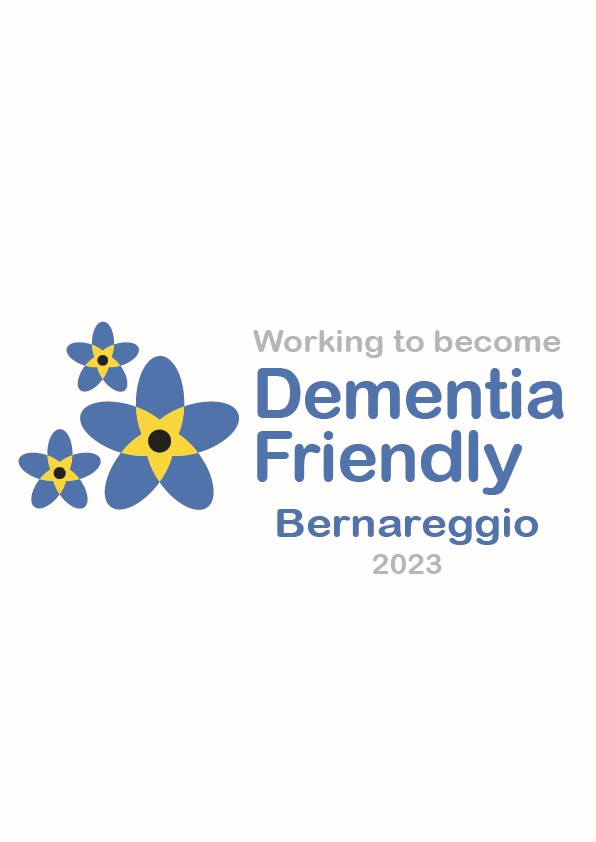 Working to become
Dementia
Friendly
Bernareggio
2023